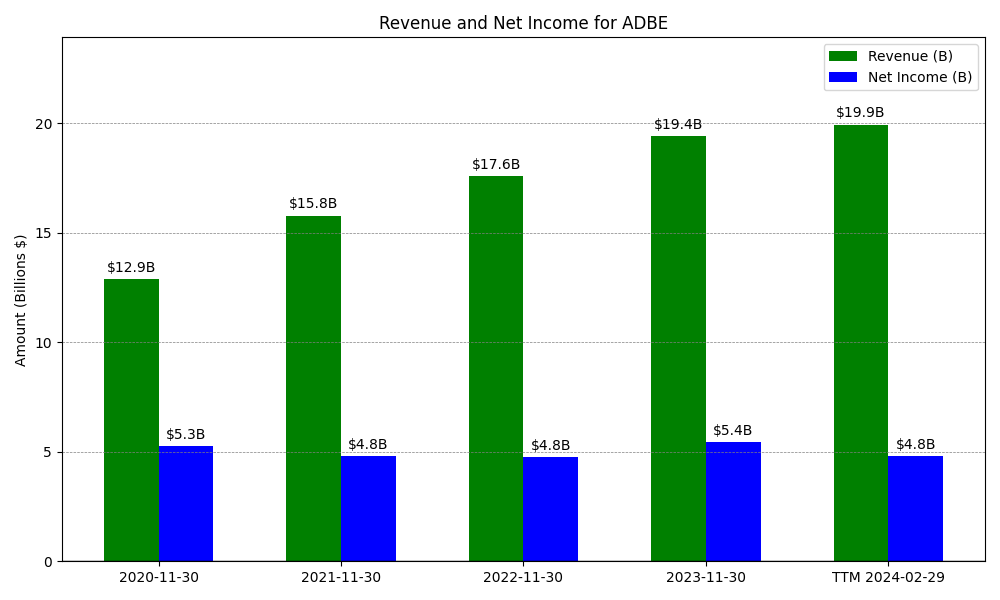 Revenue and Net Income for ADBE
Revenue (B)
Net Income (B)
Amount (Billions $)
20
15
10
5
0
$12.9B
$5.3B
$15.8B
$4.8B
$17.6B
$4.8B
$19.4B
$5.4B
$19.9B
$4.8B
2020-11-30
2021-11-30
2022-11-30
2023-11-30
TTM 2024-02-29